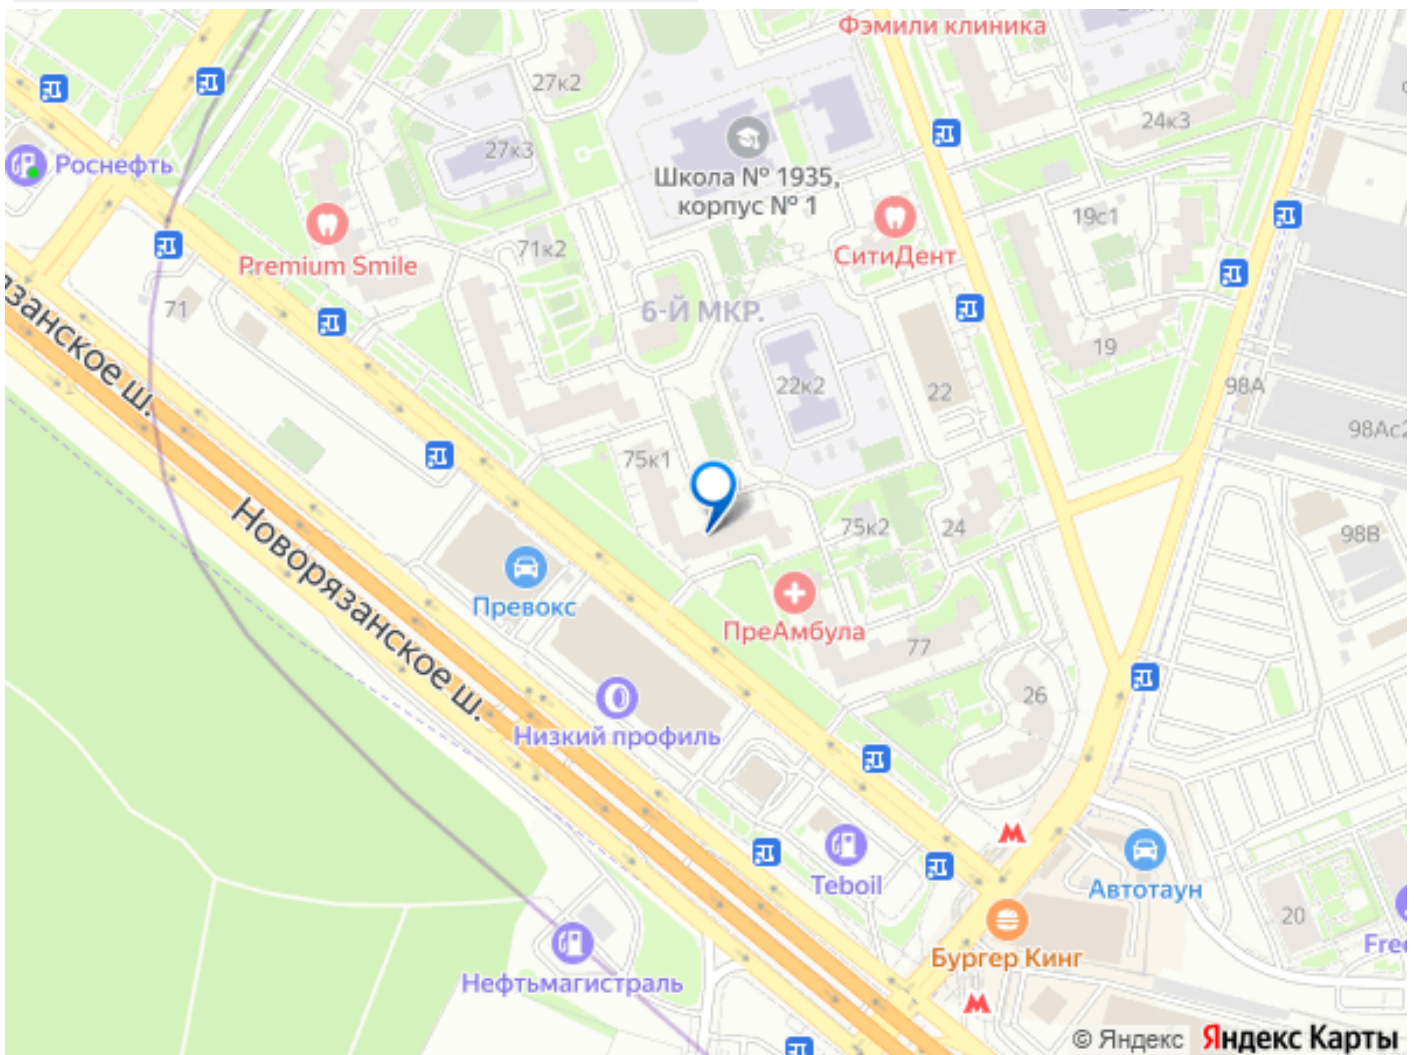 Фэмили клиника
27к2
24к3
27к3
Роснефть
Школа № 1935,
корпус № 1
19с1
71к2
СитиДент
Premium Smile
71
6-Й МКР.
19
22к2
22
98А
98Ас2
75к1
Новорязанское ш.
75к2
24
98В
Превокс
ПреАмбула
77
26
Низкий профиль
Teboil
Автотаун
20
Бургер Кинг
Нефтьмагистраль
© Яндекс Яндекс Карты